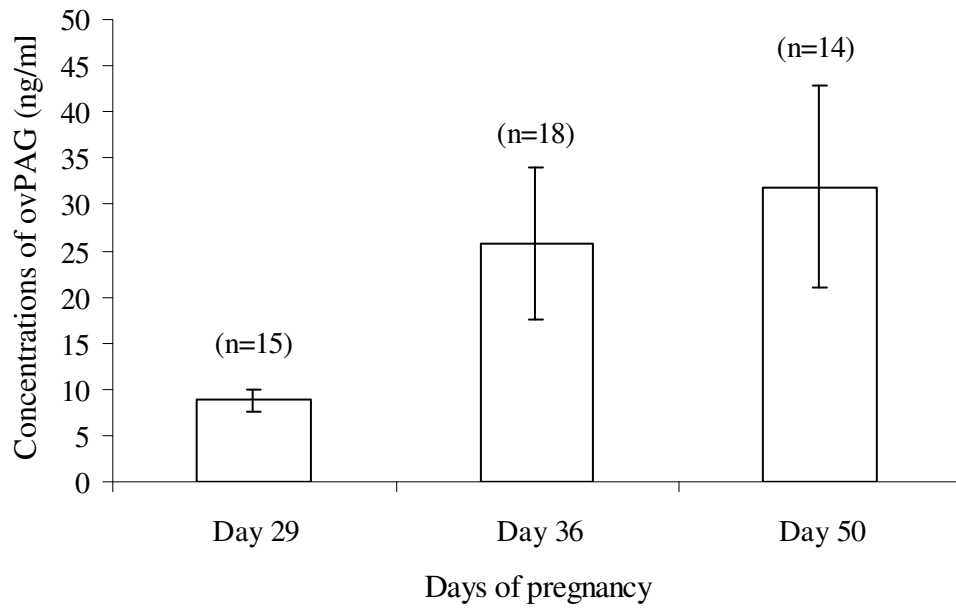 Concentrations of ovPAG (ng/ml)
50
45
40
35
30
25
20
15
10
5
0
(n=15)
(n=18)
(n=14)
Day 29
Day 36
Day 50
Days of pregnancy